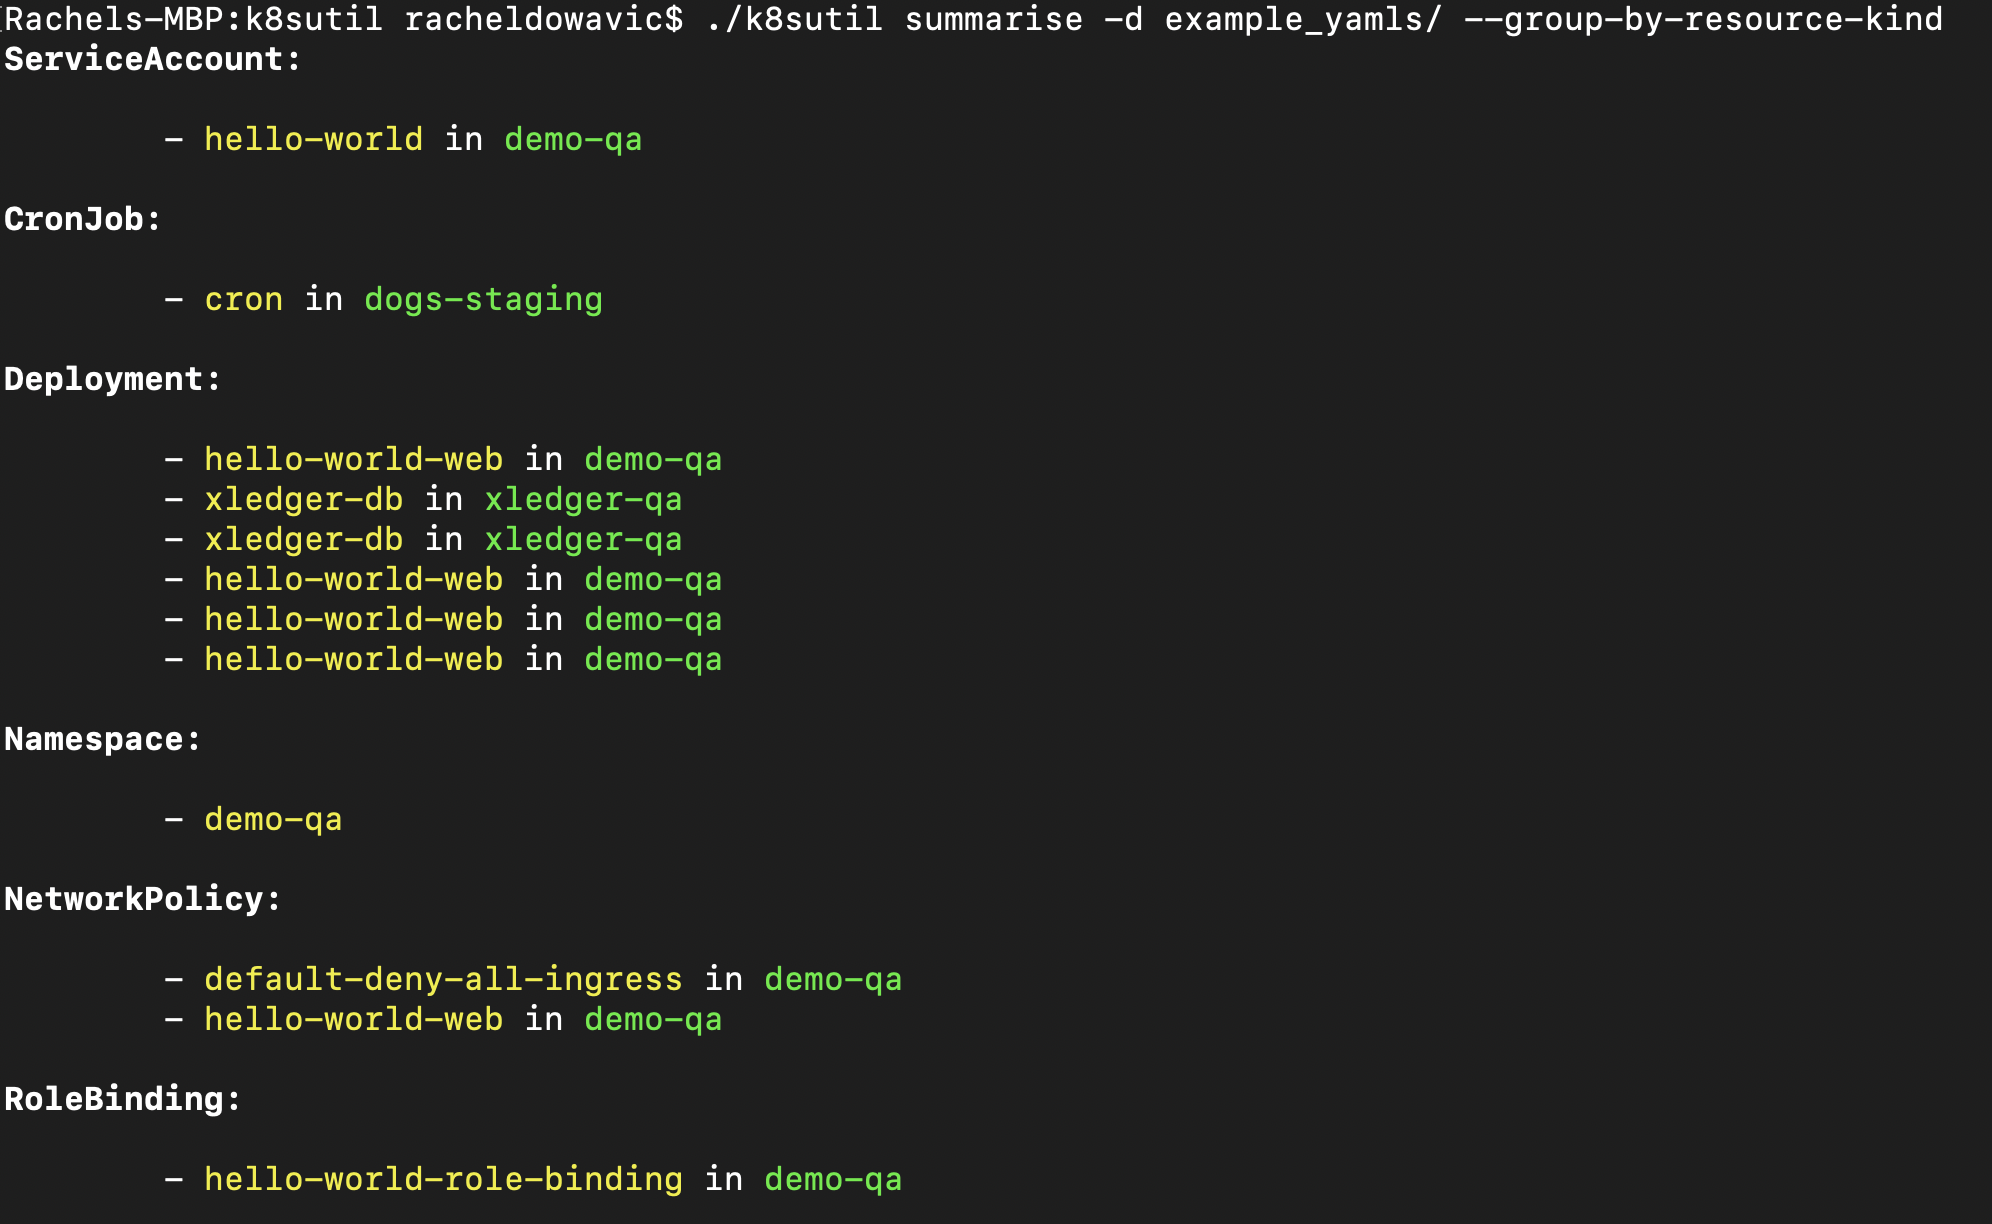 Rachels-MBP:k8sutil racheldowavic$ ./k8sutil summarise -d example_yamls/ --group-by-resource-kind
ServiceAccount:
- hello-world in demo-qa
CronJob:
- cron in dogs-staging
Deployment:
- hello-world-web in demo-qa
- xledger-db in xledger-qa
- xledger-db in xledger-qa
- hello-world-web in demo-qa
- hello-world-web in demo-qa
- hello-world-web in demo-qa
Namespace:
- demo-qa
NetworkPolicy:
- default-deny-all-ingress in demo-qa
- hello-world-web in demo-qa
RoleBinding:
- hello-world-role-binding in demo-qa